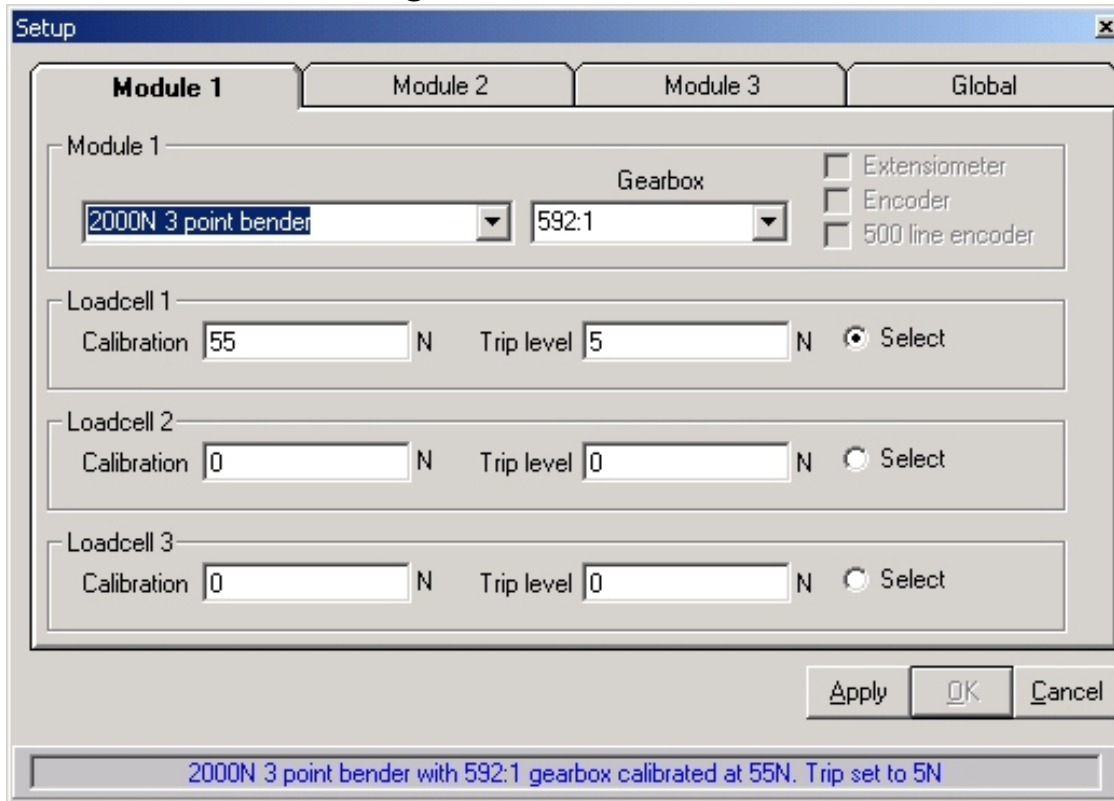 Setup
Module 1 Module 2 Module 3 Global
Module 1
Gearbox
2000N 3 point bender 592:1
Extensiometer
Encoder
500 line encoder
Loadcell 1
Calibration 55 N Trip level 5 N Select
Loadcell 2
Calibration 0 N Trip level 0 N Select
Loadcell 3
Calibration 0 N Trip level 0 N Select
Apply OK Cancel
2000N 3 point bender with 592:1 gearbox calibrated at 55N. Trip set to 5N